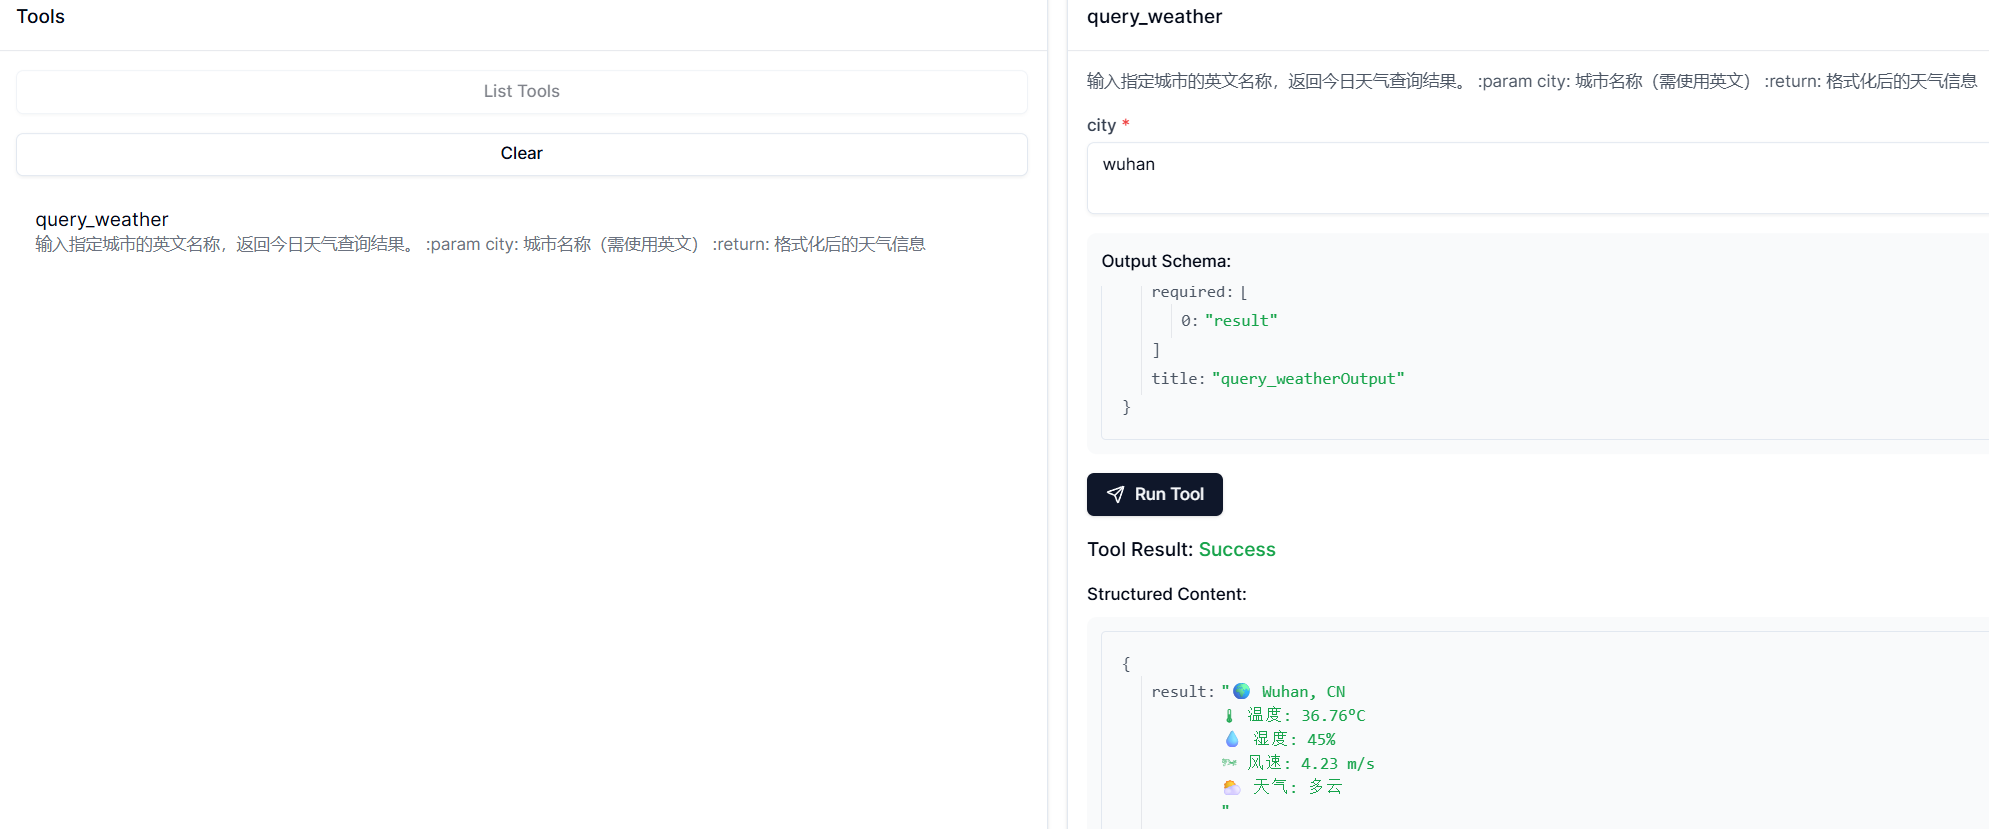 Tools
List Tools
Clear
query_weather
输入指定城市的英文名称，返回今日天气查询结果。 :param city: 城市名称（需使用英文） :return: 格式化后的天气信息
query_weather
输入指定城市的英文名称，返回今日天气查询结果。 :param city: 城市名称（需使用英文） :return: 格式化后的天气信息
city *
wuhan
Output Schema:
required: [
0: "result"
]
title: "query_weatherOutput"
}
Run Tool
Tool Result: Success
Structured Content:
{
result: "🌍 Wuhan, CN
🌡 温度: 36.76°C
💧 湿度: 45%
🌬 风速: 4.23 m/s
🌤 天气: 多云
"